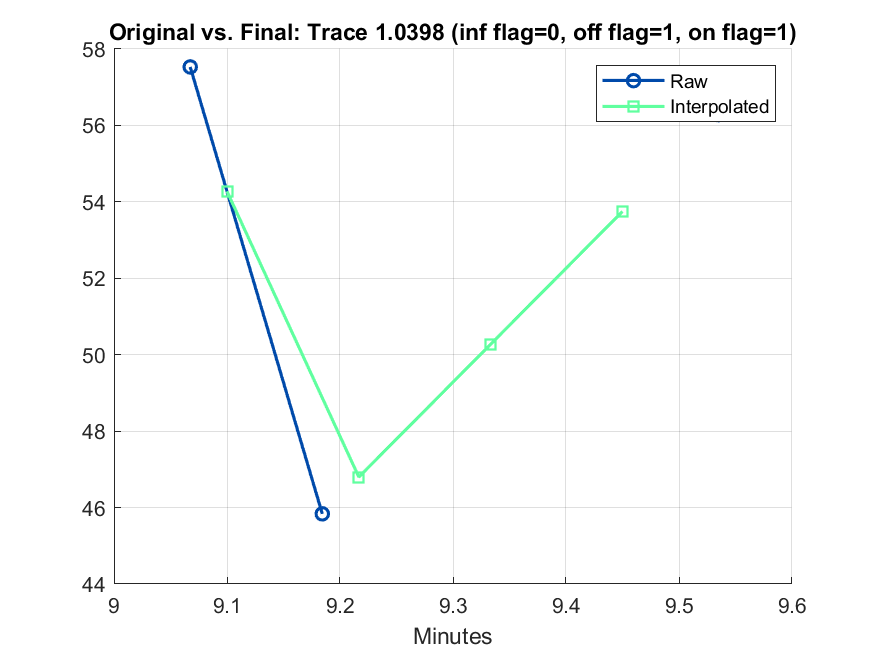 Original vs. Final: Trace 1.0398 (inf flag=0, off flag=1, on flag=1)
58
56
54
52
50
48
46
44
Raw
Interpolated
9 9.1 9.2 9.3 9.4 9.5 9.6
Minutes